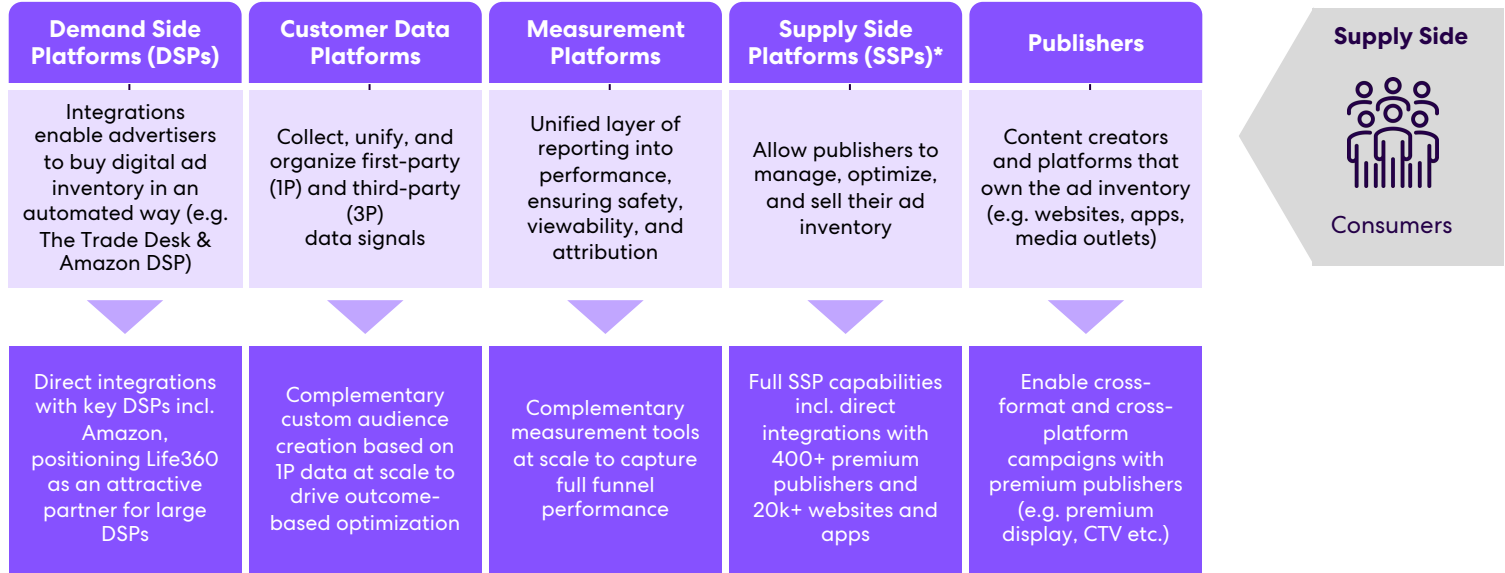 Demand Side
Platforms (DSPs)
Integrations
enable advertisers
to buy digital ad
inventory in an
automated way (e.g.
The Trade Desk &
Amazon DSP)
Direct integrations
with key DSPs incl.
Amazon,
positioning Life360
as an attractive
partner for large
DSPs
Customer Data
Platforms
Collect, unify, and
organize first-party
(1P) and third-party
(3P)
data signals
Complementary
custom audience
creation based on
1P data at scale to
drive outcome-
based optimization
Measurement
Platforms
Unified layer of
reporting into
performance,
ensuring safety,
viewability, and
attribution
Complementary
measurement tools
at scale to capture
full funnel
performance
Supply Side
Platforms (SSPs)*
Allow publishers to
manage, optimize,
and sell their ad
inventory
Full SSP capabilities
incl. direct
integrations with
400+ premium
publishers and
20k+ websites and
apps
Publishers
Content creators
and platforms that
own the ad inventory
(e.g. websites, apps,
media outlets)
Enable cross-
format and cross-
platform
campaigns with
premium publishers
(e.g. premium
display, CTV etc.)
Supply Side
Consumers